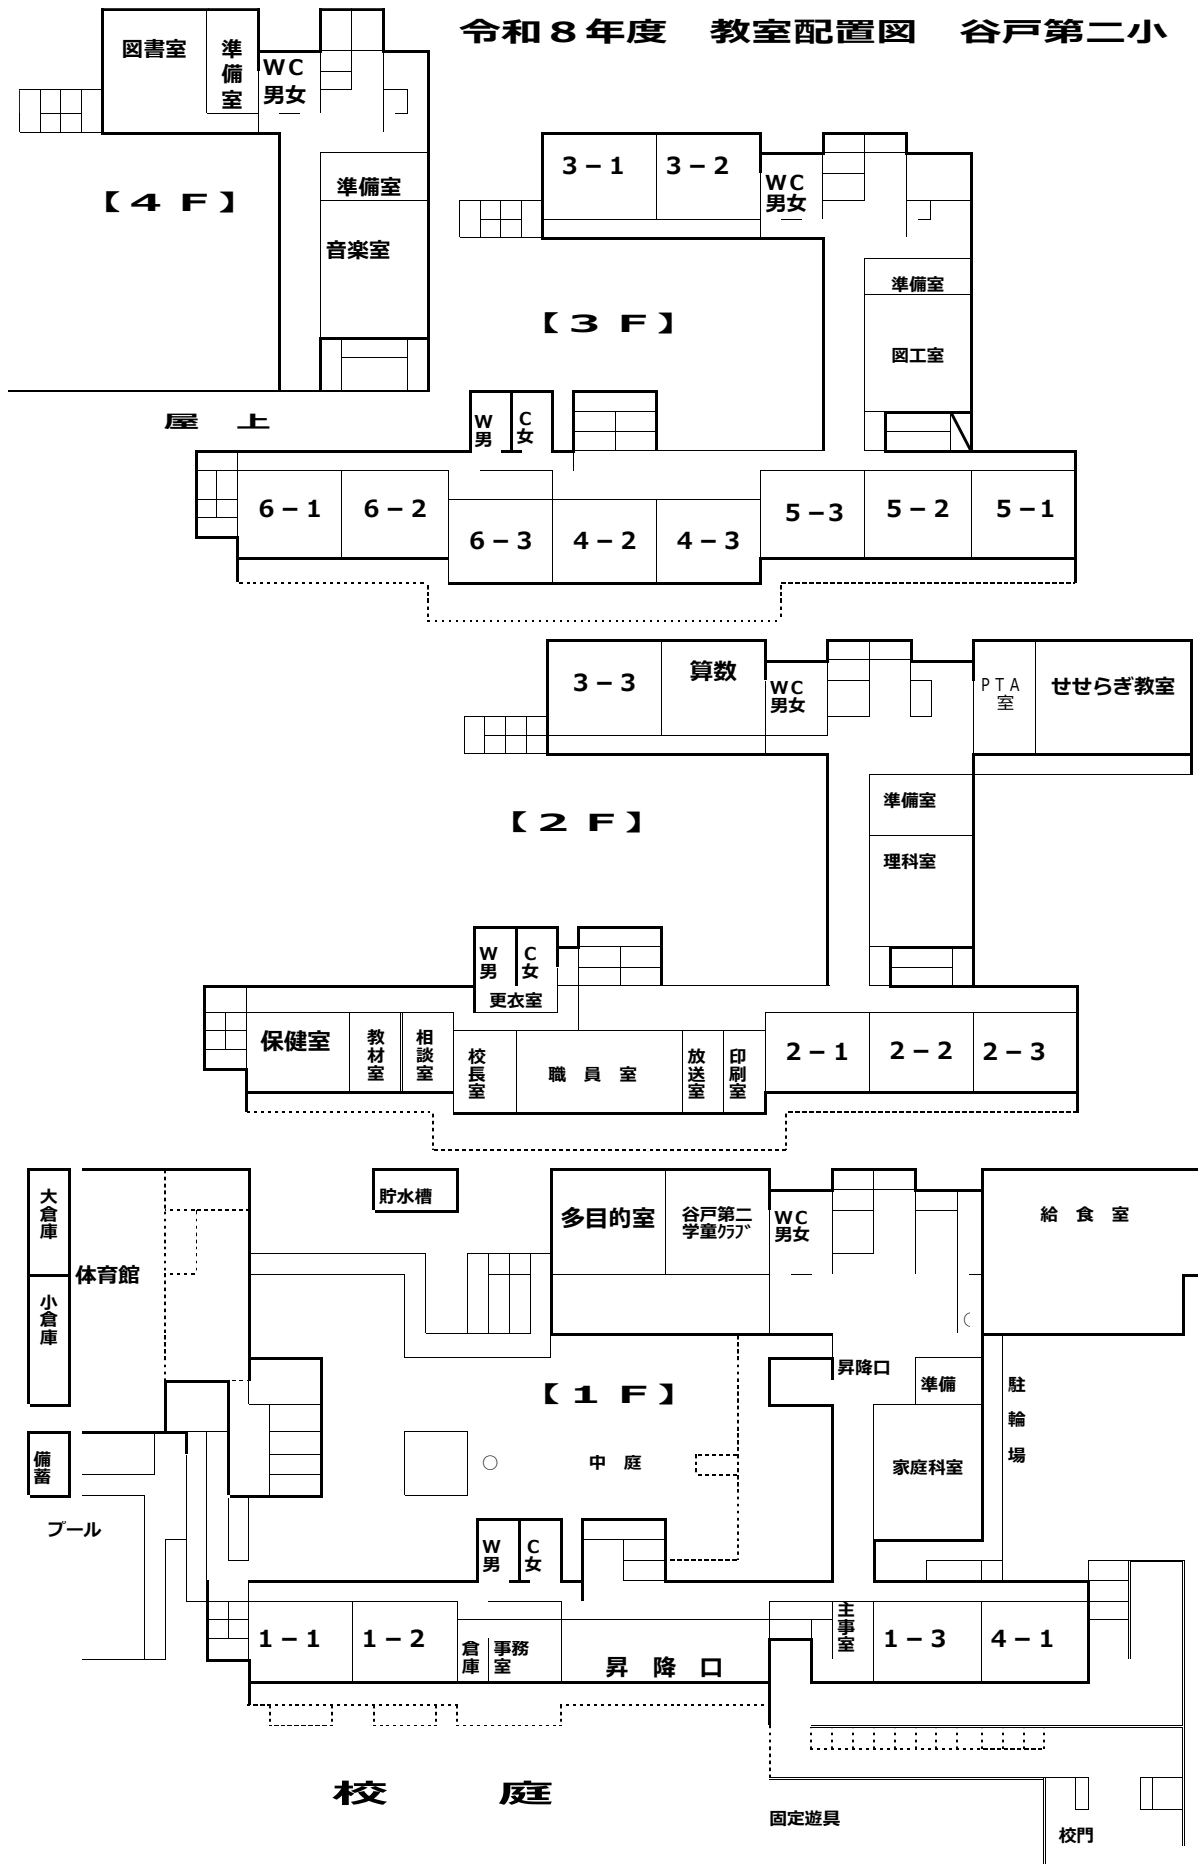 令和８年度　教室配置図　谷戸第二小
図書室
準備室
ＷＣ
男女
【４Ｆ】
準備室
音楽室
屋　上
３－１
３－２
ＷＣ
男女
【３Ｆ】
準備室
図工室
Ｗ
男
Ｃ
女
６－１
６－２
６－３
４－２
４－３
５－３
５－２
５－１
３－３
算数
ＷＣ
男女
ＰＴＡ
室
せせらぎ教室
【２Ｆ】
準備室
理科室
Ｗ
男
Ｃ
女
更衣室
保健室
教材室
相談室
校長室
職　員　室
放送室
印刷室
２－１
２－２
２－３
大倉庫
体育館
小倉庫
備蓄
プール
貯水槽
多目的室
谷戸第二
学童ｸﾗﾌﾞ
ＷＣ
男女
給　食　室
【１Ｆ】
昇降口
準備
駐輪場
中　庭
家庭科室
Ｗ
男
Ｃ
女
１－１
１－２
倉庫
事務
室
昇　降　口
主事室
１－３
４－１
校　　庭
固定遊具
校門